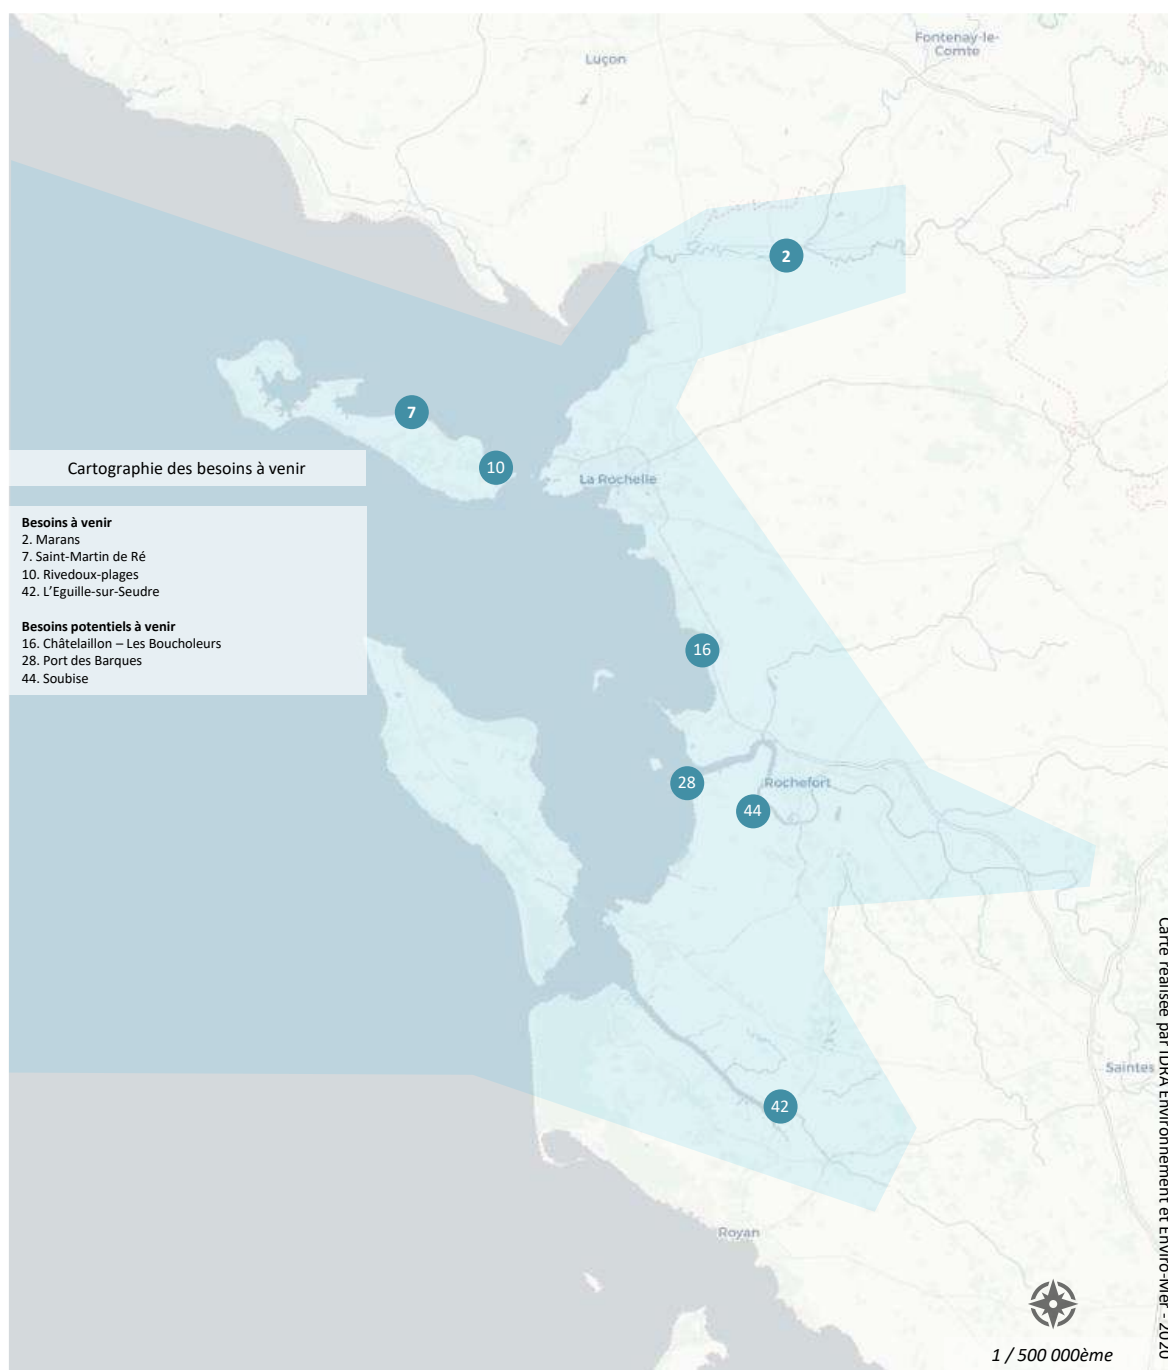 Fontenay-le-
Comte
Luçon
2
7
10
La Rochelle
Cartographie des besoins à venir
Besoins à venir
2. Marans
7. Saint-Martin de Ré
10. Rivedoux-plages
42. L'Eguille-sur-Seudre
Besoins potentiels à venir
16. Châtelaillon – Les Boucholeurs
28. Port des Barques
44. Soubise
16
28
Rochefort
44
Saintes
42
Royan
Carte réalisée par IDRA Environnement et Enviro-Mer - 2020
1 / 500 000ème